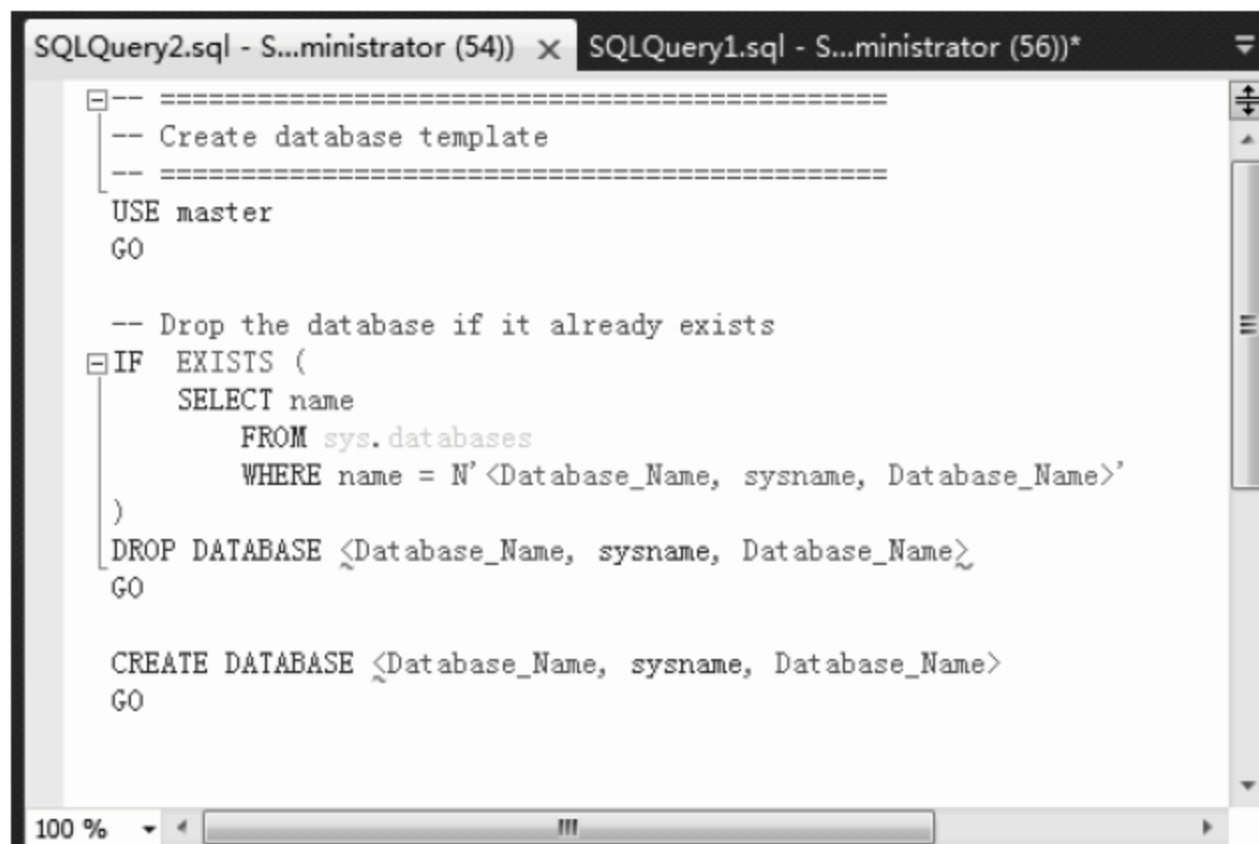 SQLQuery2.sql - S...ministrator (54)) SQLQuery1.sql - S...ministrator (56))*
-- =============================================
-- Create database template
-- =============================================
USE master
GO
-- Drop the database if it already exists
IF  EXISTS (
SELECT name
FROM sys.databases
WHERE name = N'<Database_Name, sysname, Database_Name>'
)
DROP DATABASE <Database_Name, sysname, Database_Name>
GO
CREATE DATABASE <Database_Name, sysname, Database_Name>
GO
100 %